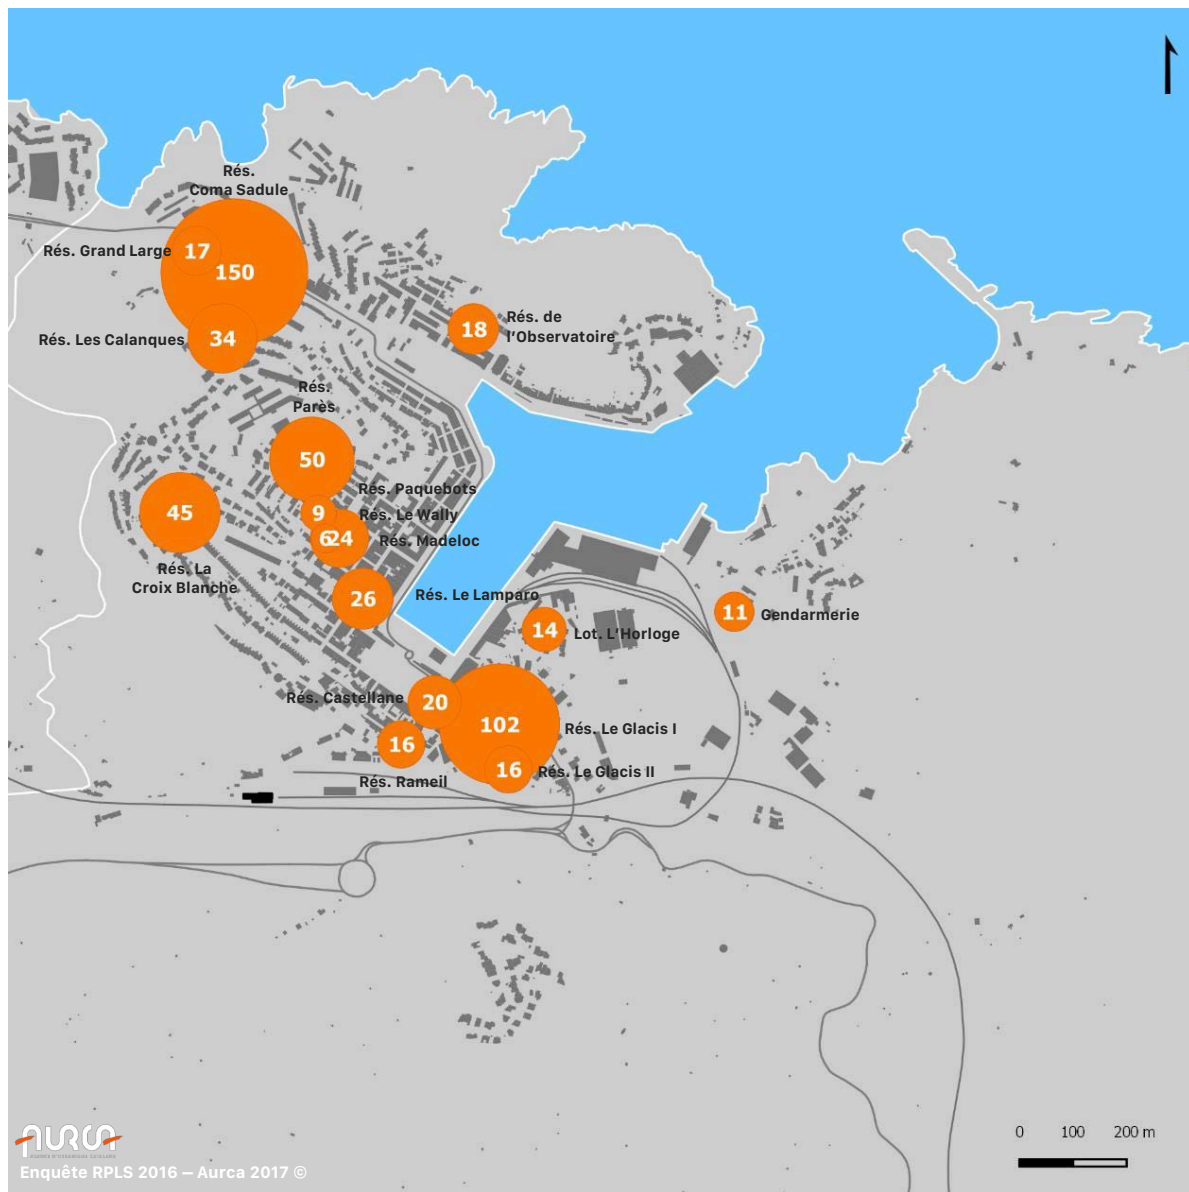 Rés.
Coma Sadule
Rés. Grand Large
17
150
Rés. Les Calanques
34
18
Rés. de
l'Observatoire
Rés.
Parès
50
Rés. Paquebots
45
9
Rés. Le Wally
6
24
Rés. Madeloc
Rés. La
Croix Blanche
26
Rés. Le Lamparo
11
Gendarmerie
14
Lot. L'Horloge
Rés. Castellane
20
102
Rés. Le Glacis I
16
Rés. Rameil
16
Rés. Le Glacis II
0 100 200 m
AURCA
Enquête RPLS 2016 – Aurca 2017 ©